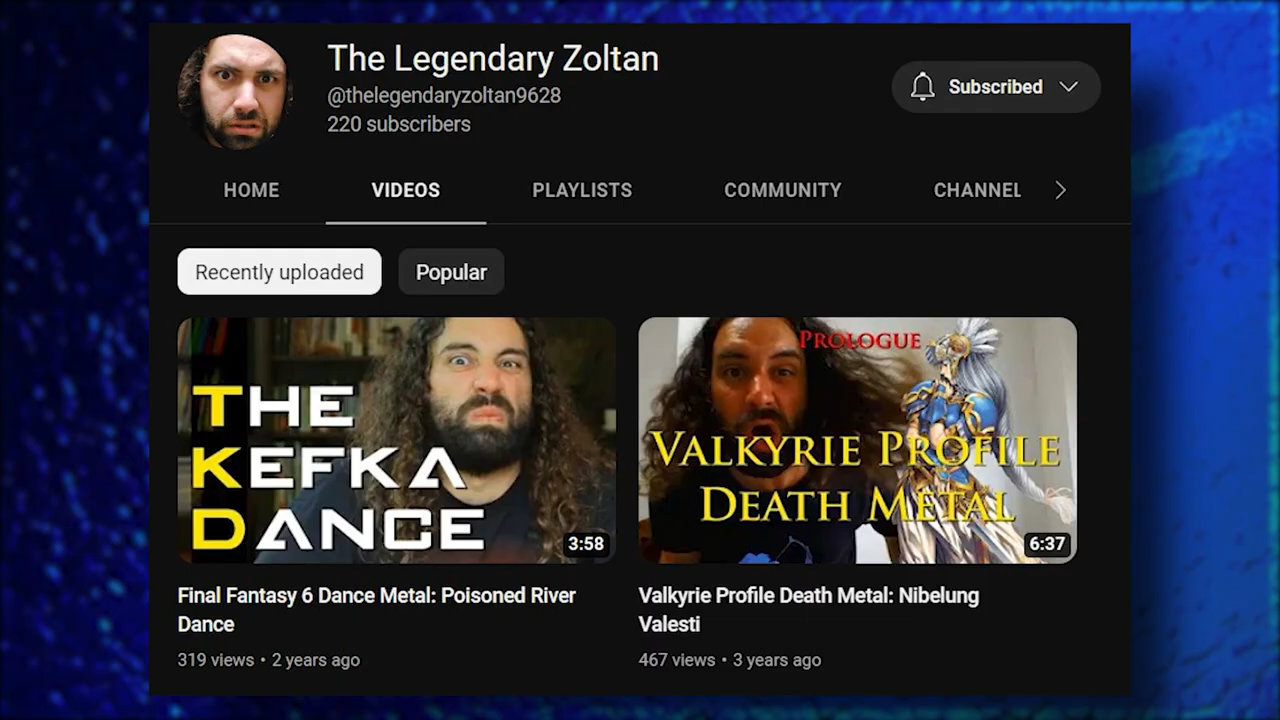 The Legendary Zoltan
@thelegendaryzoltan9628
220 subscribers
Subscribed
HOME VIDEOS PLAYLISTS COMMUNITY CHANNEL
Recently uploaded Popular
THE
KEFKA
DANCE
3:58
PROLOGUE
VALKYRIE PROFILE
DEATH METAL
6:37
Final Fantasy 6 Dance Metal: Poisoned River
Dance
319 views • 2 years ago
Valkyrie Profile Death Metal: Nibelung
Valesti
467 views • 3 years ago